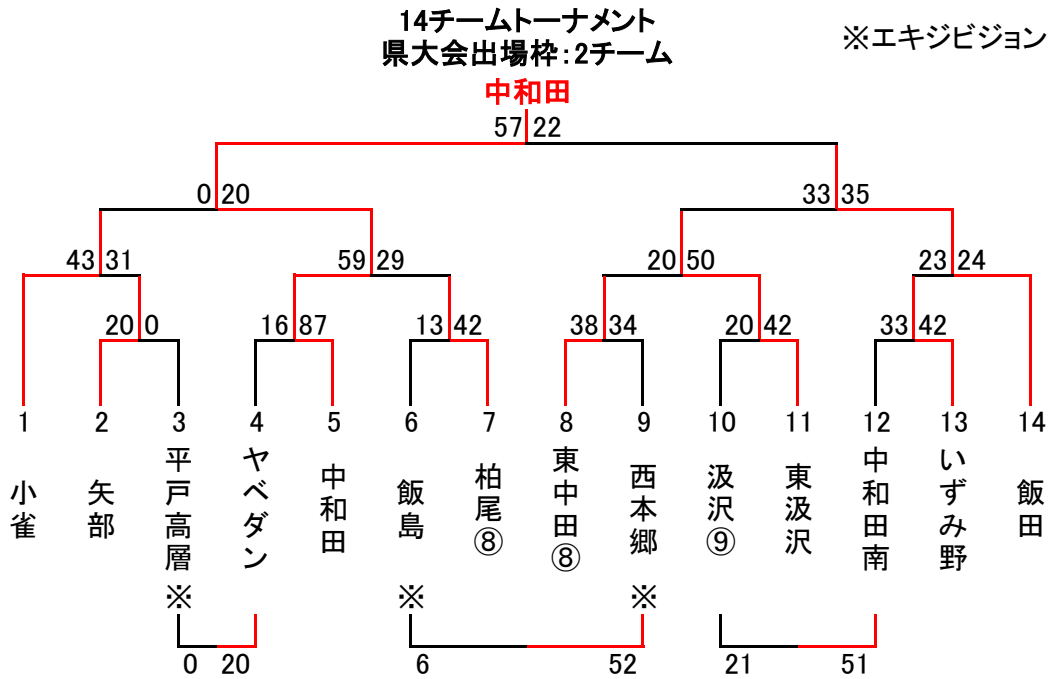 14チームトーナメント
県大会出場枠:2チーム
※エキジビジョン
中和田
57 22
0 20
33 35
43 31
59 29
20 50
23 24
20 0
16 87
13 42
38 34
20 42
33 42
1 2 3 4 5 6 7 8 9 10 11 12 13 14
小雀
矢部
平戸高層
ヤベダン
中和田
飯島
柏尾⑧
東中田⑧
西本郷
汲沢⑨
東汲沢
中和田南
いずみ野
飯田
※
※
※
0 20
6 52
21 51